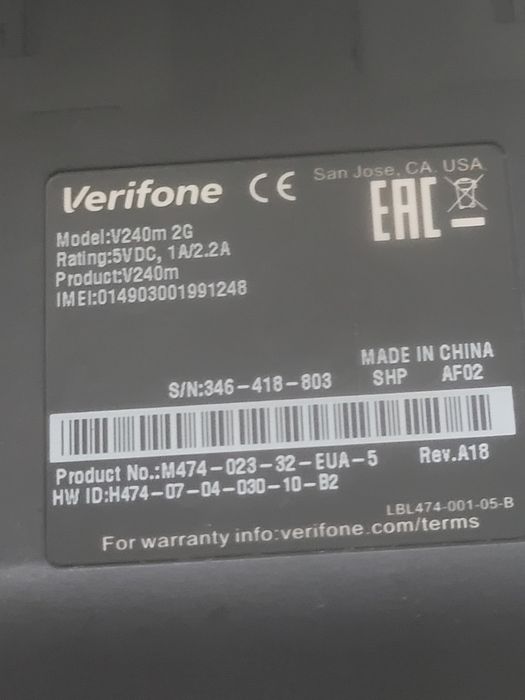 San Jose, CA. USA
Verifone CE EAC
Model:V240m 2G
Rating:5VDC, 1A/2.2A
Product:V240m
IMEI:014903001991248
MADE IN CHINA
S/N:346-418-803 SHP AF02
Product No.:M474-023-32-EUA-5 Rev.A18
HW ID:H474-07-04-030-10-B2
LBL474-001-05-B
For warranty info:verifone.com/terms